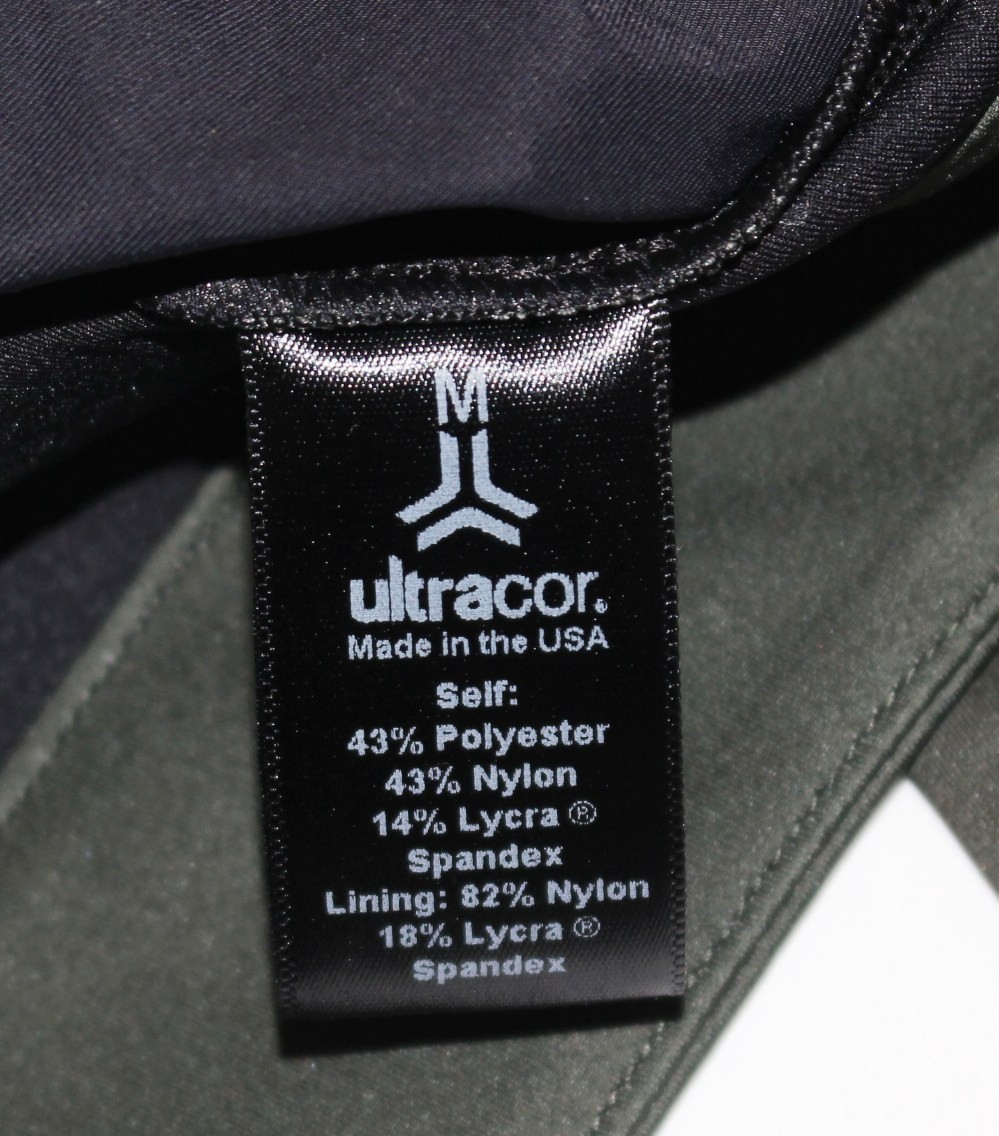 M
ultracor®
Made in the USA
Self:
43% Polyester
43% Nylon
14% Lycra ®
Spandex
Lining: 82% Nylon
18% Lycra ®
Spandex